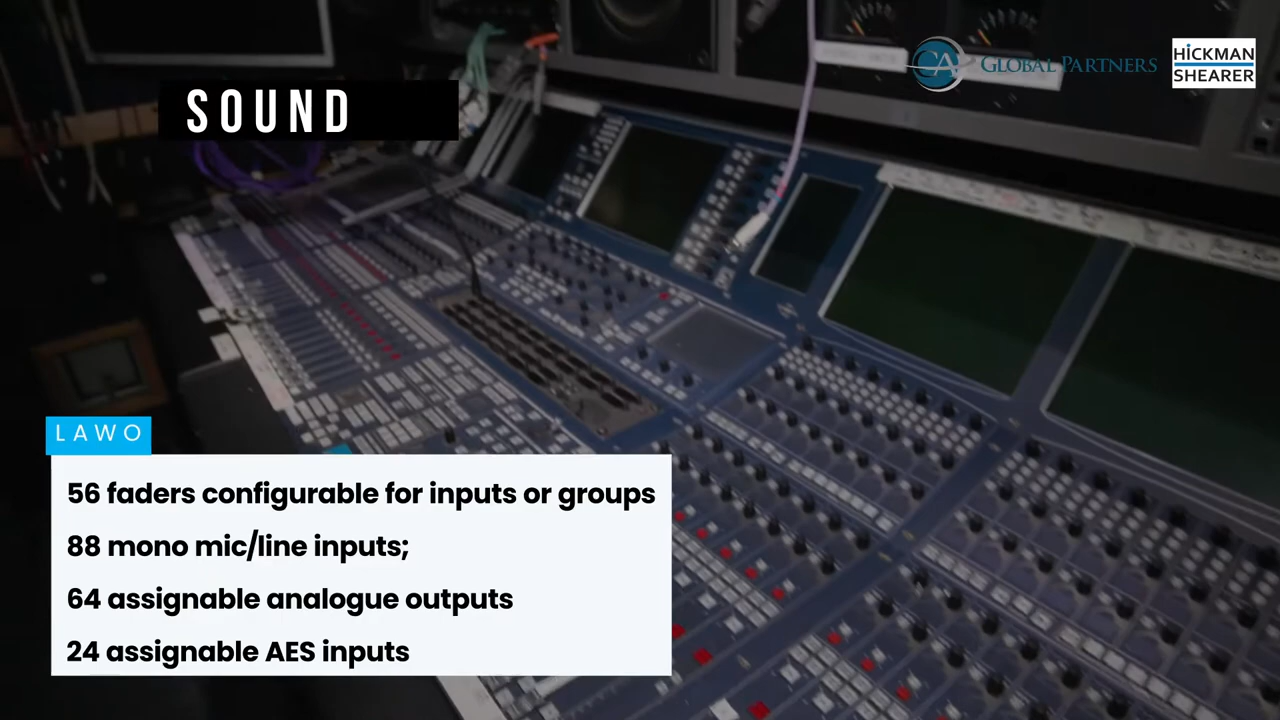 SOUND
CA GLOBAL PARTNERS
HICKMAN
SHEARER
LAWO
56 faders configurable for inputs or groups
88 mono mic/line inputs;
64 assignable analogue outputs
24 assignable AES inputs